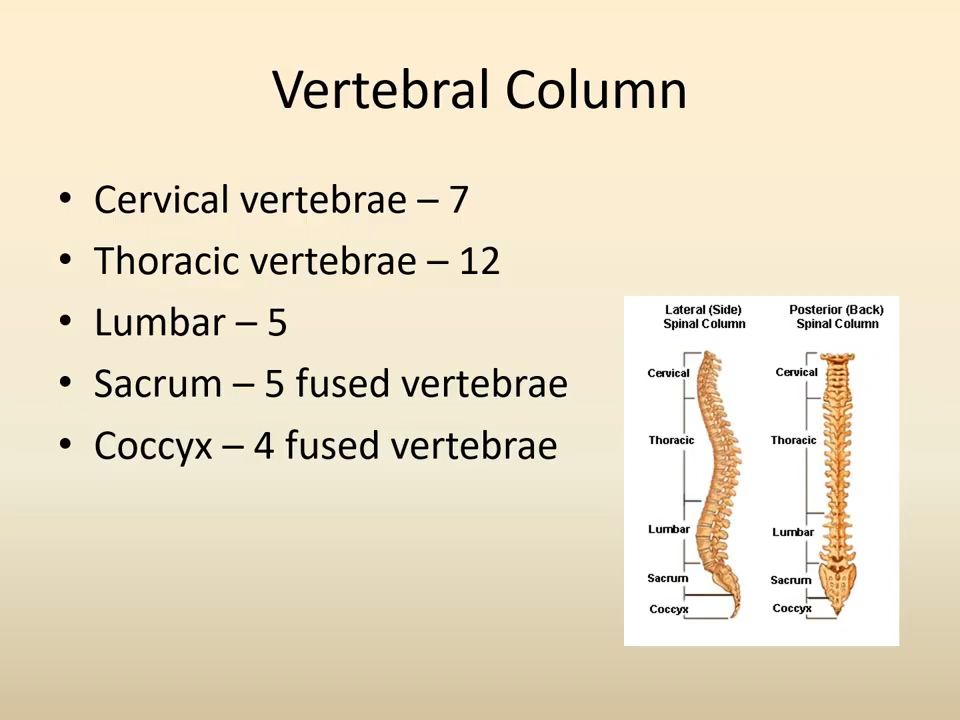 Vertebral Column
• Cervical vertebrae – 7
• Thoracic vertebrae – 12
• Lumbar – 5
• Sacrum – 5 fused vertebrae
• Coccyx – 4 fused vertebrae
Lateral (Side)
Spinal Column
Cervical
Thoracic
Lumbar
Sacrum
Coccyx
Posterior (Back)
Spinal Column
Cervical
Thoracic
Lumbar
Sacrum
Coccyx